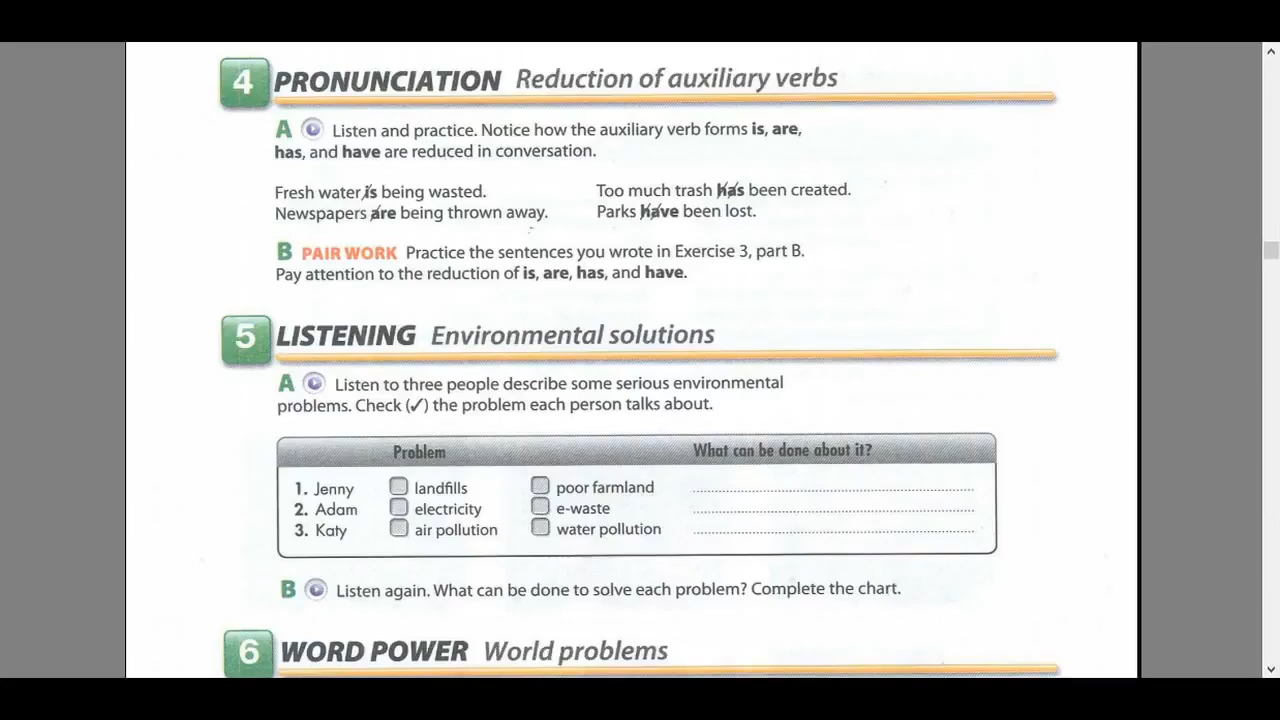 4 PRONUNCIATION Reduction of auxiliary verbs
A Listen and practice. Notice how the auxiliary verb forms is, are,
has, and have are reduced in conversation.
Fresh water is being wasted. Too much trash has been created.
Newspapers are being thrown away. Parks have been lost.
B PAIR WORK Practice the sentences you wrote in Exercise 3, part B.
Pay attention to the reduction of is, are, has, and have.
5 LISTENING Environmental solutions
A Listen to three people describe some serious environmental
problems. Check (✓) the problem each person talks about.
Problem What can be done about it?
1. Jenny landfills poor farmland
2. Adam electricity e-waste
3. Katy air pollution water pollution
B Listen again. What can be done to solve each problem? Complete the chart.
6 WORD POWER World problems